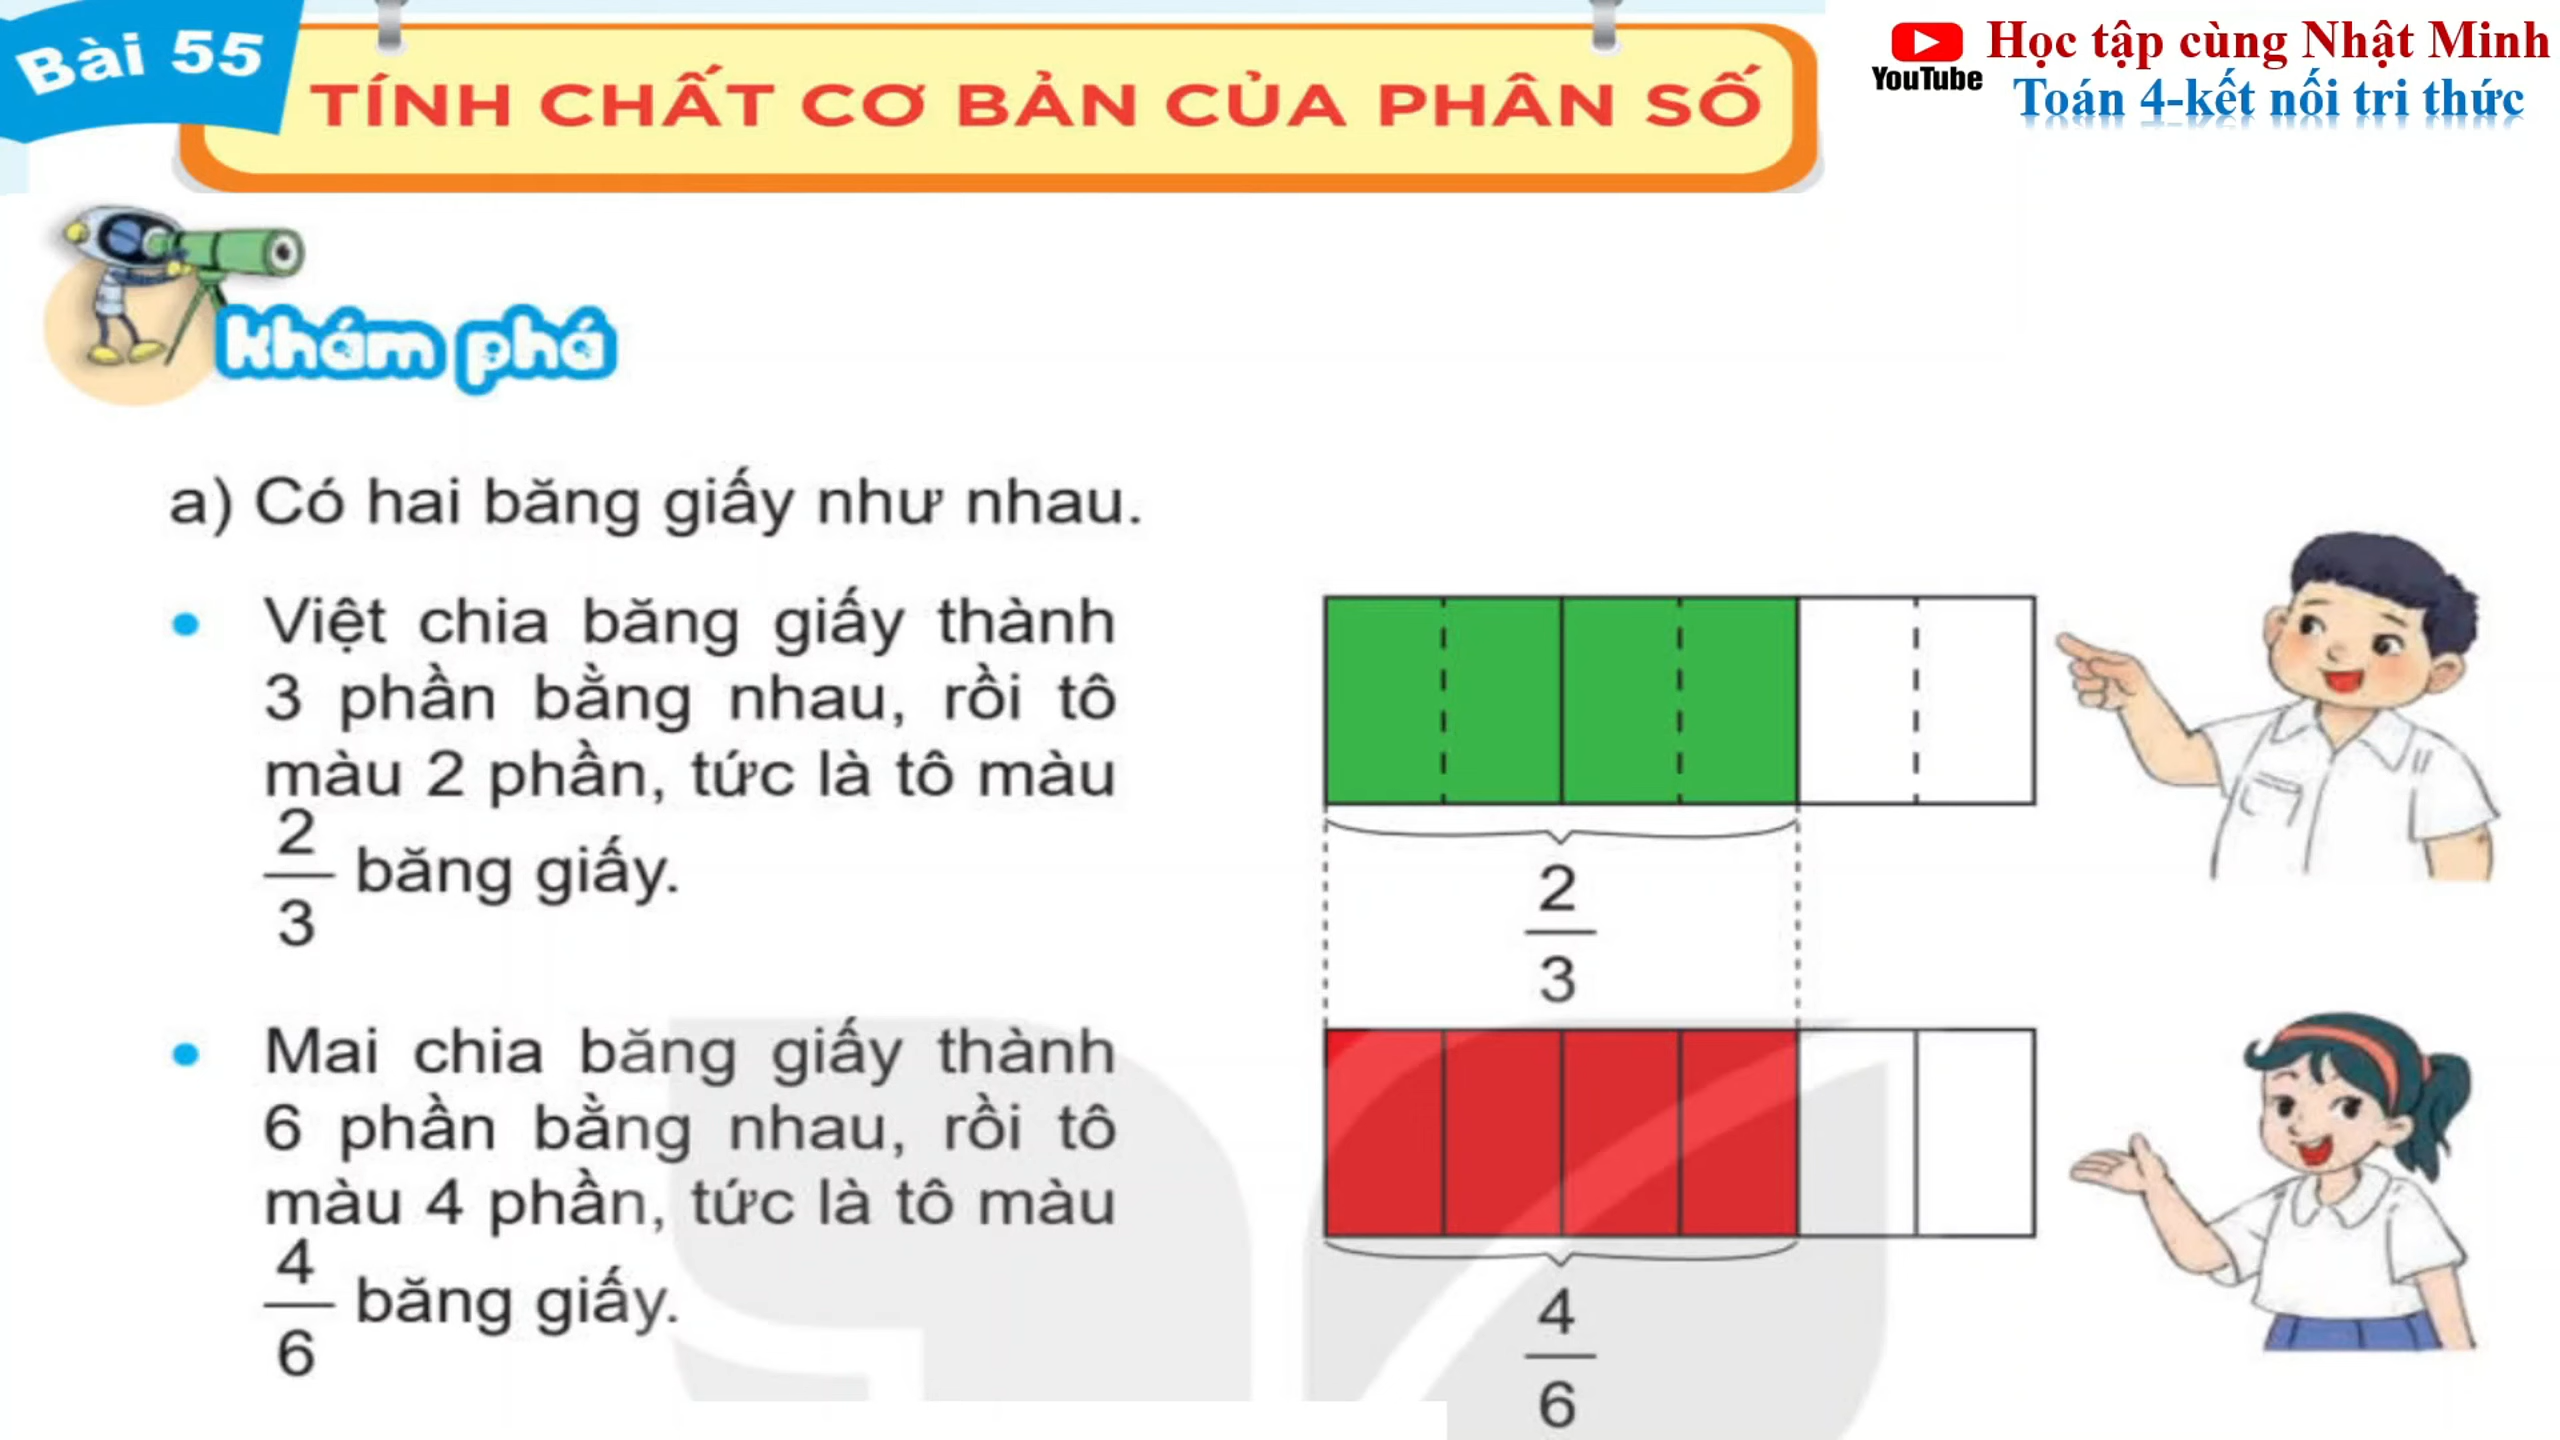 Bài 55
TÍNH CHẤT CƠ BẢN CỦA PHÂN SỐ
YouTube
Học tập cùng Nhật Minh
Toán 4-kết nối tri thức
Khám phá
a) Có hai băng giấy như nhau.
• Việt chia băng giấy thành
3 phần bằng nhau, rồi tô
màu 2 phần, tức là tô màu
2/3 băng giấy.
2/3
• Mai chia băng giấy thành
6 phần bằng nhau, rồi tô
màu 4 phần, tức là tô màu
4/6 băng giấy.
4/6